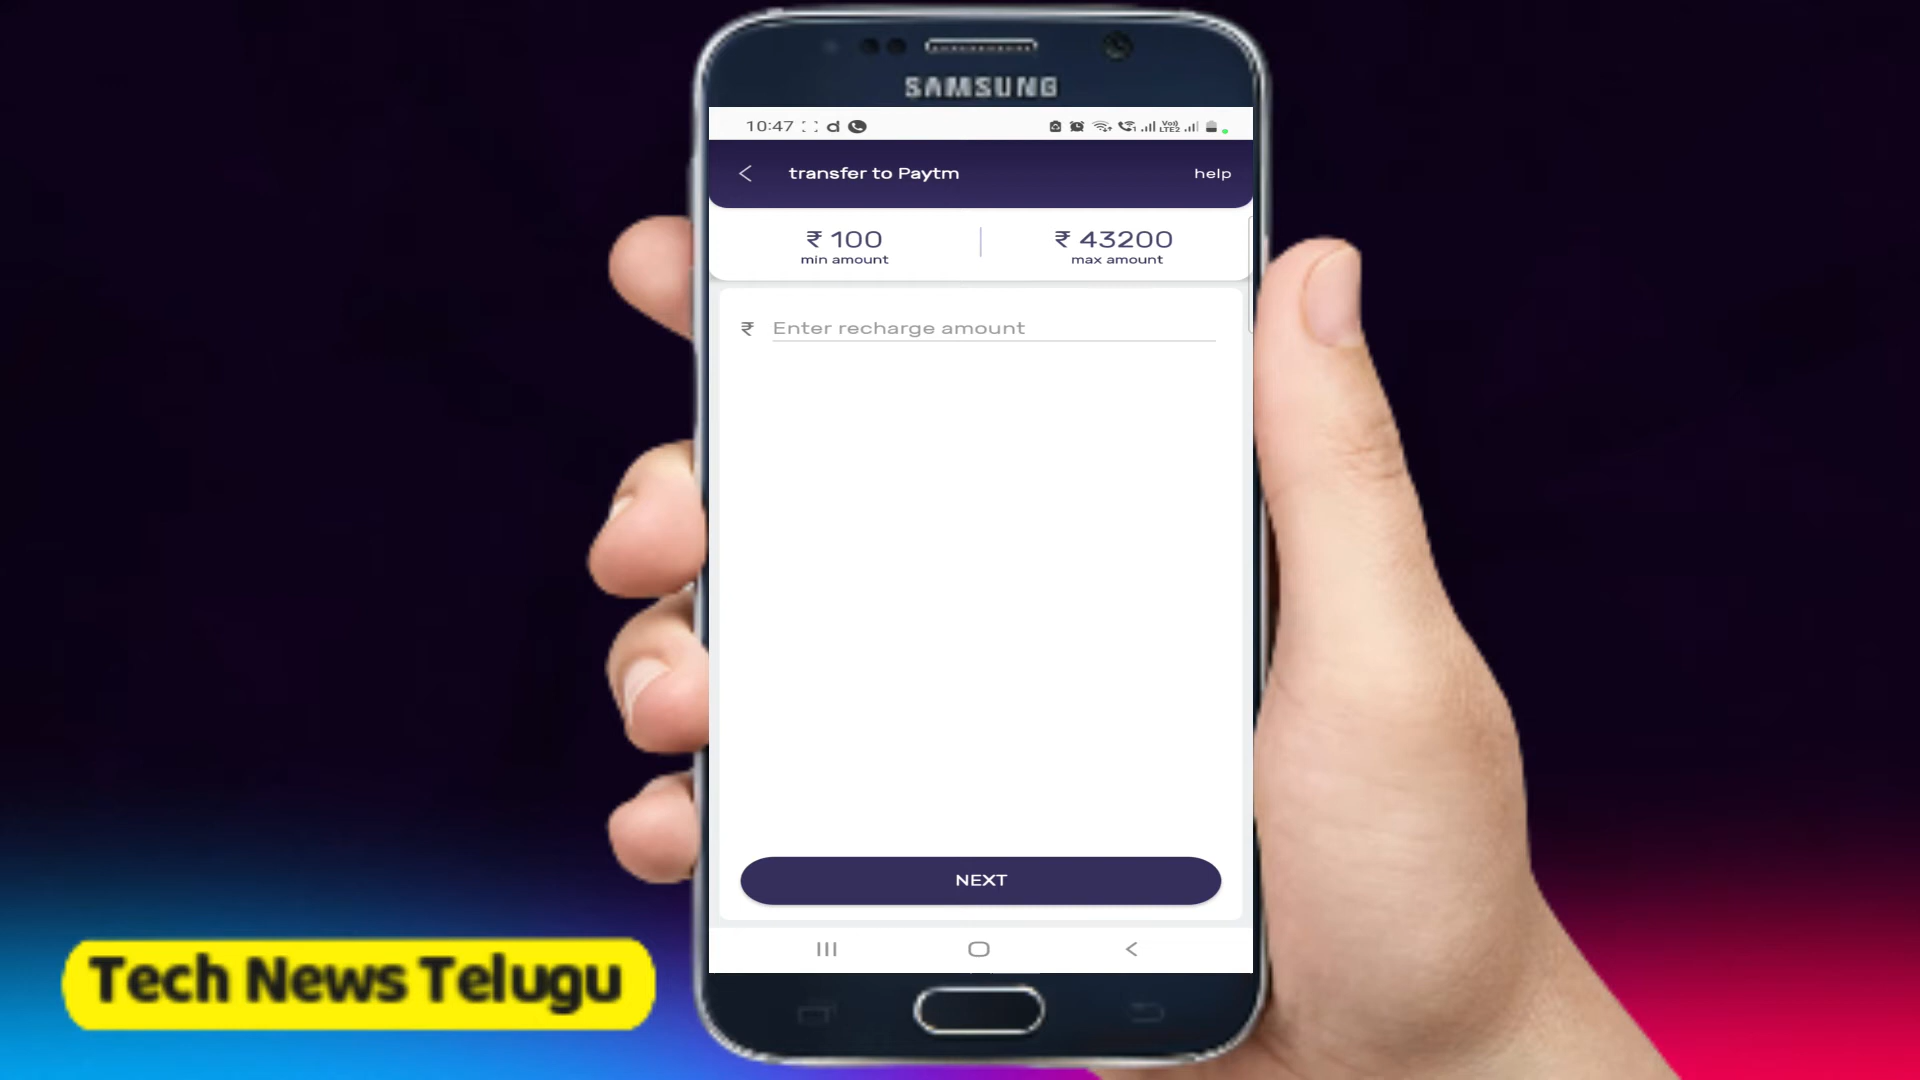 SAMSUNG
10:47
transfer to Paytm
help
₹ 100
min amount
₹ 43200
max amount
₹ Enter recharge amount
NEXT
Tech News Telugu